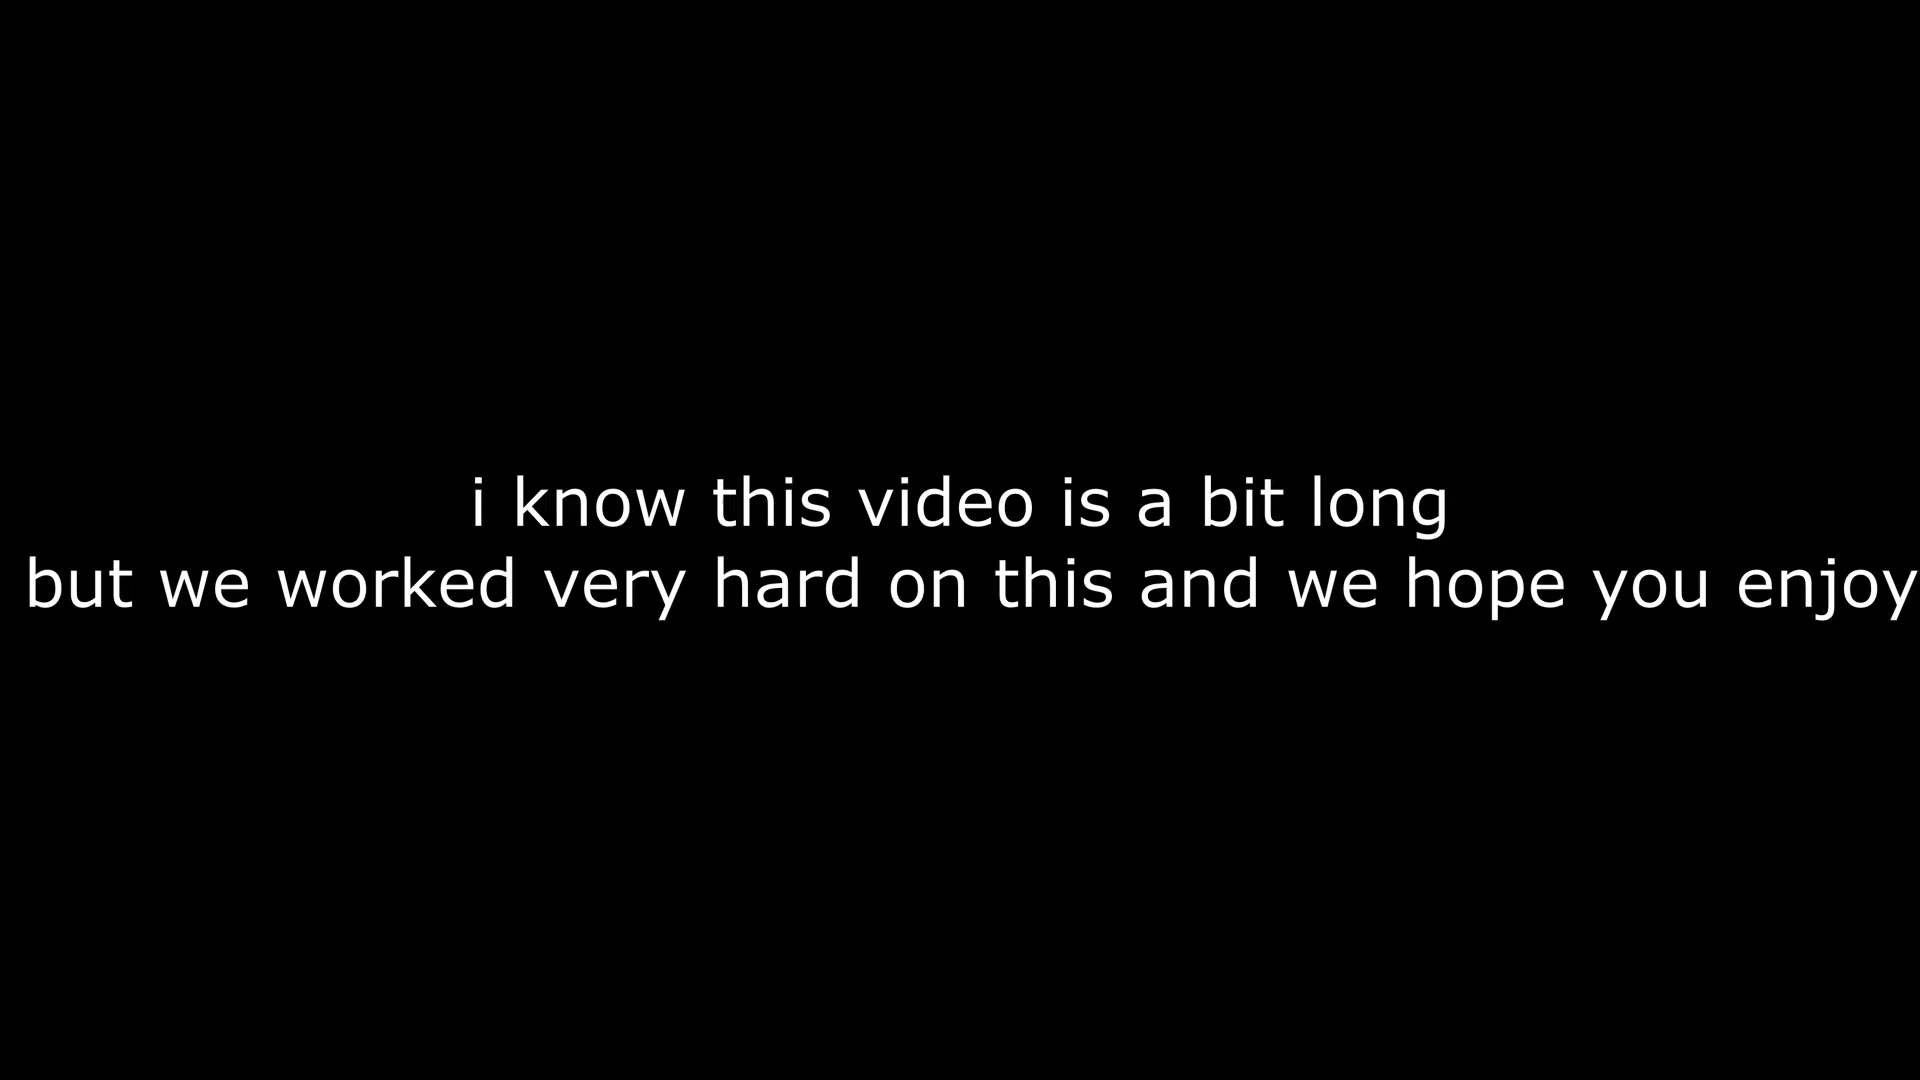 i know this video is a bit long
but we worked very hard on this and we hope you enjoy